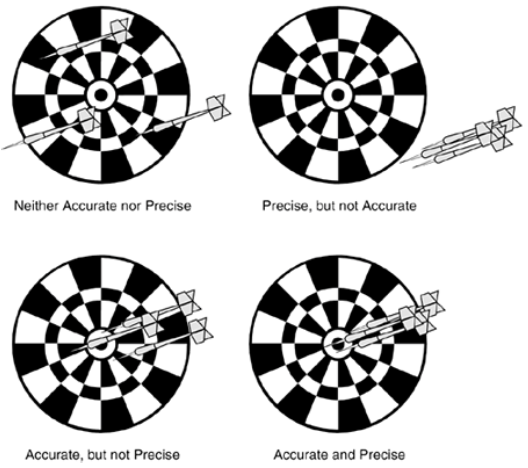 Neither Accurate nor Precise
Precise, but not Accurate
Accurate, but not Precise
Accurate and Precise